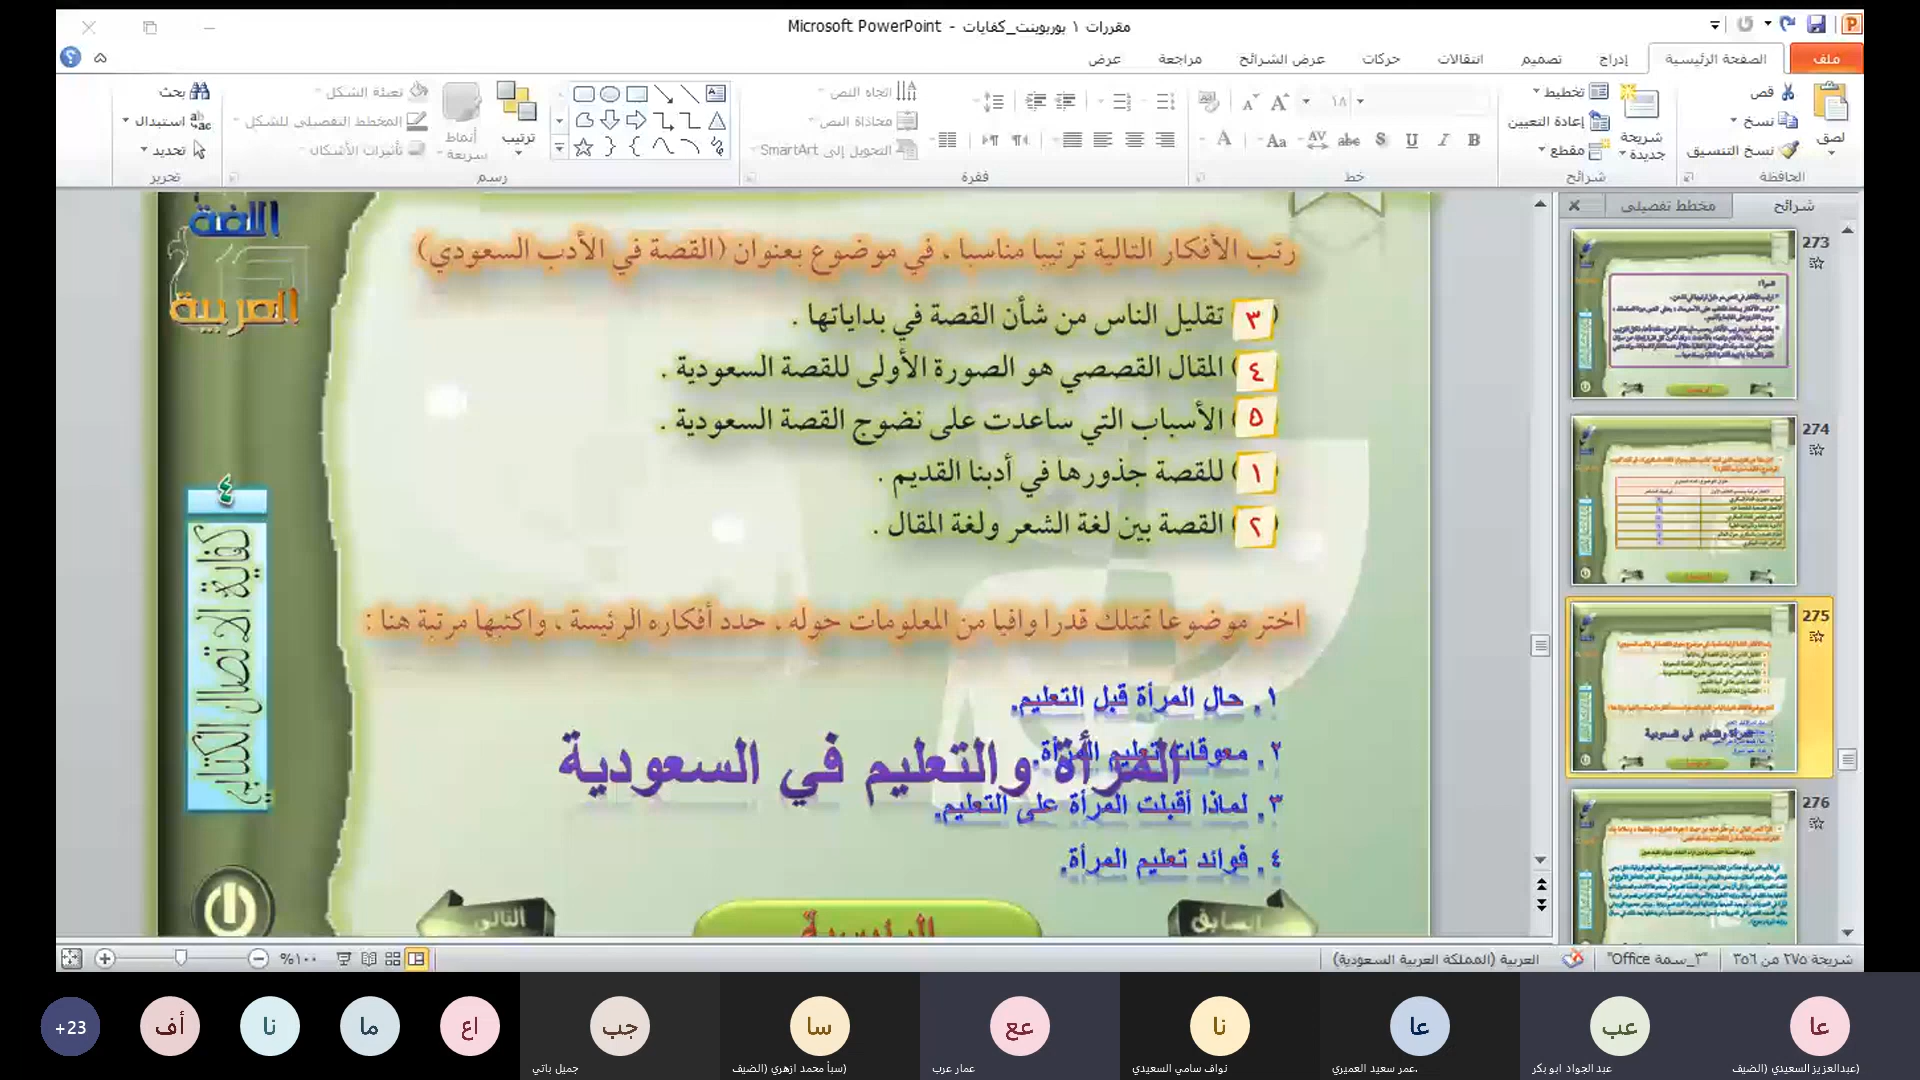 مقررات ١ بوربوينت_كفايات - Microsoft PowerPoint
ملف
الصفحة الرئيسية
إدراج
تصميم
انتقالات
حركات
عرض الشرائح
مراجعة
عرض
لصق
قص
نسخ
نسخ التنسيق
الحافظة
شريحة جديدة
تخطيط
إعادة التعيين
مقطع
شرائح
١٨
خط
اتجاه النص
محاذاة النص
التحويل إلى SmartArt
فقرة
ترتيب
أنماط سريعة
تعبئة الشكل
المخطط التفصيلي للشكل
تأثيرات الأشكال
رسم
بحث
استبدال
تحديد
تحرير
شرائح
مخطط تفصيلي
273
274
275
276
اللغة
العربية
٤
كفاية الاتصال الكتابي
رتب الأفكار التالية ترتيبا مناسبا ، في موضوع بعنوان (القصة في الأدب السعودي)
(٣) تقليل الناس من شأن القصة في بداياتها .
(٤) المقال القصصي هو الصورة الأولى للقصة السعودية .
(٥) الأسباب التي ساعدت على نضوج القصة السعودية .
(١) للقصة جذورها في أدبنا القديم .
(٢) القصة بين لغة الشعر ولغة المقال .
اختر موضوعا تمتلك قدرا وافيا من المعلومات حوله ، حدد أفكاره الرئيسة ، واكتبها مرتبة هنا :
١. حال المرأة قبل التعليم.
٢. معوقات تعليم المرأة.
المرأة والتعليم في السعودية
٣. لماذا أقبلت المرأة على التعليم.
٤. فوائد تعليم المرأة.
السابق
الرئيسية
التالي
شريحة ٢٧٥ من ٣٥٦
"٣_سمة Office"
العربية (المملكة العربية السعودية)
%١٠٠
عا
عب
عا
نا
عع
سا
جب
اع
ما
نا
أف
+23
عبدالعزيز السعيدي (الضيف)
عبد الجواد ابو بكر
عمر سعيد العميري.
نواف سامي السعيدي
عمار عرب
سبأ محمد ازهري (الضيف)
جميل باتي